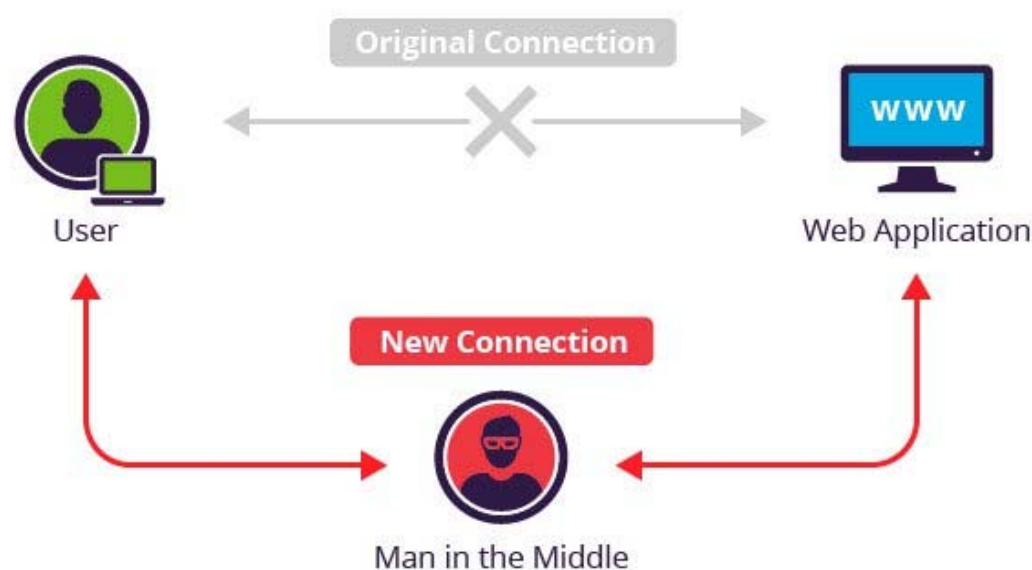 Original Connection
www
User
Web Application
New Connection
Man in the Middle